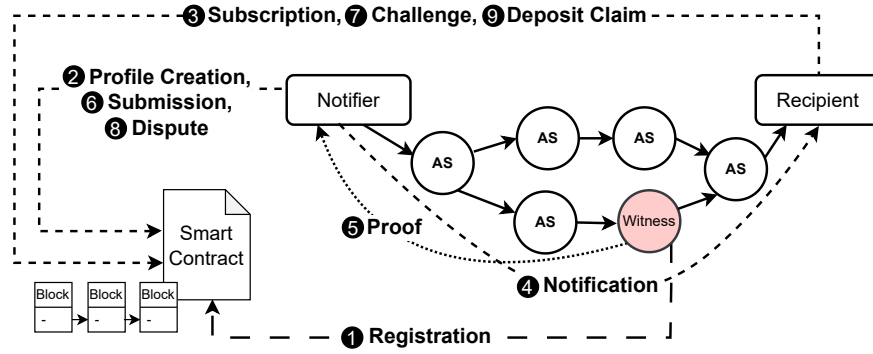 ❸ Subscription, ❼ Challenge, ❾ Deposit Claim
❷ Profile Creation,
❻ Submission,
❽ Dispute
Notifier
Recipient
AS
AS
AS
AS
AS
Witness
❺ Proof
Smart
Contract
❹ Notification
Block
Block
Block
-
-
-
❶ Registration